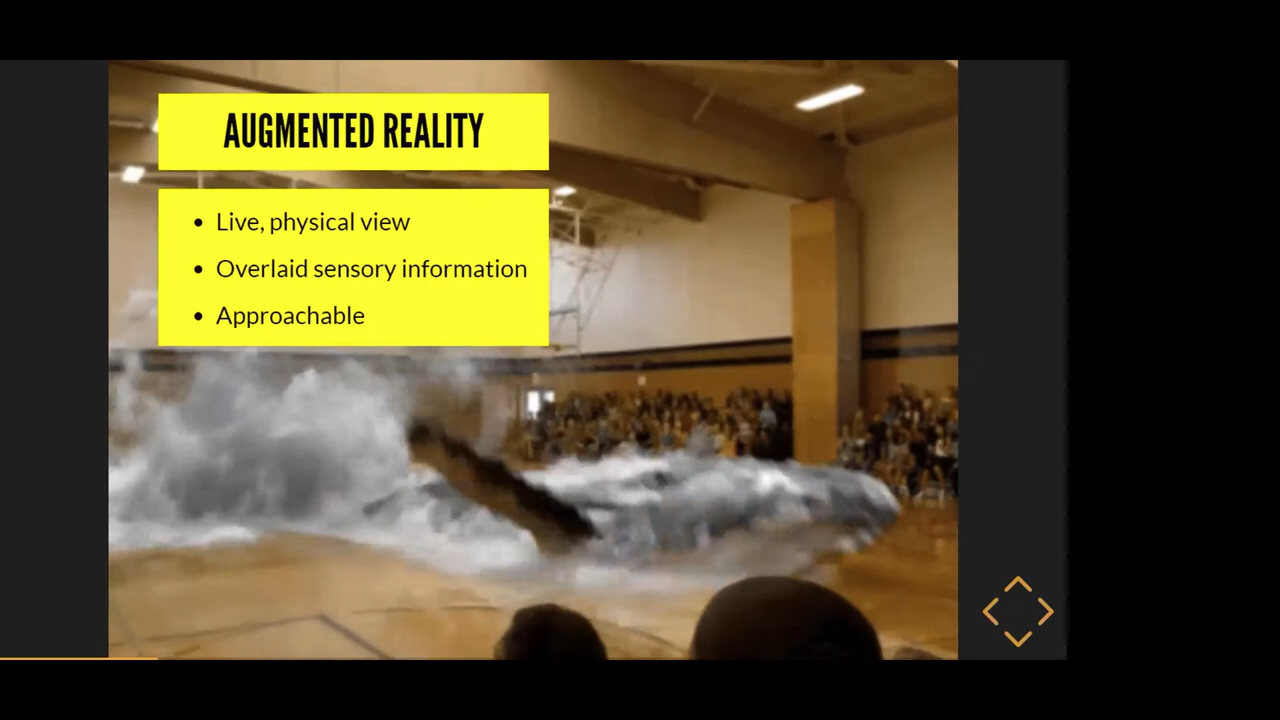 AUGMENTED REALITY
• Live, physical view
• Overlaid sensory information
• Approachable